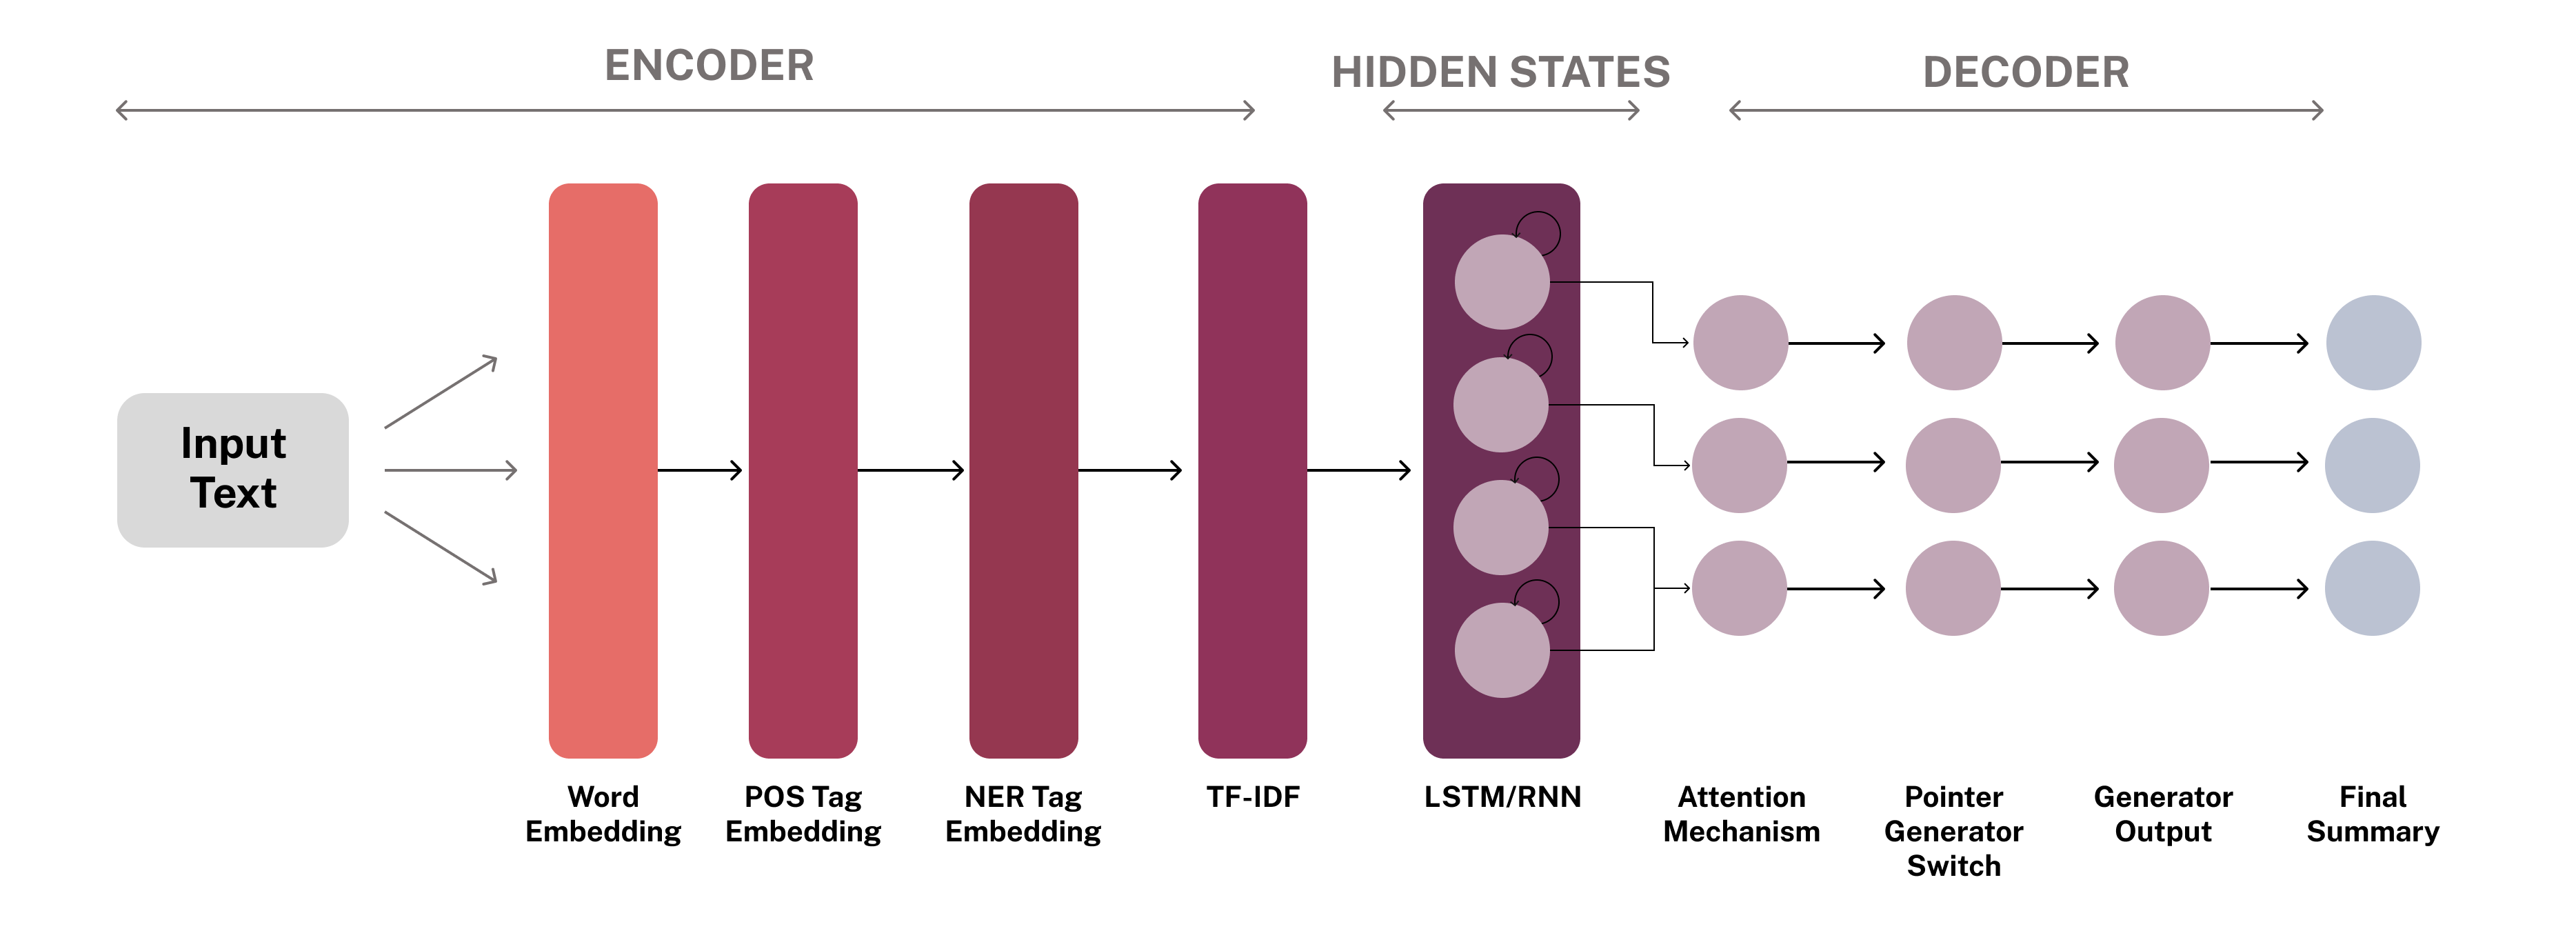 ENCODER
HIDDEN STATES
DECODER
Input
Text
Word
Embedding
POS Tag
Embedding
NER Tag
Embedding
TF-IDF
LSTM/RNN
Attention
Mechanism
Pointer
Generator
Switch
Generator
Output
Final
Summary